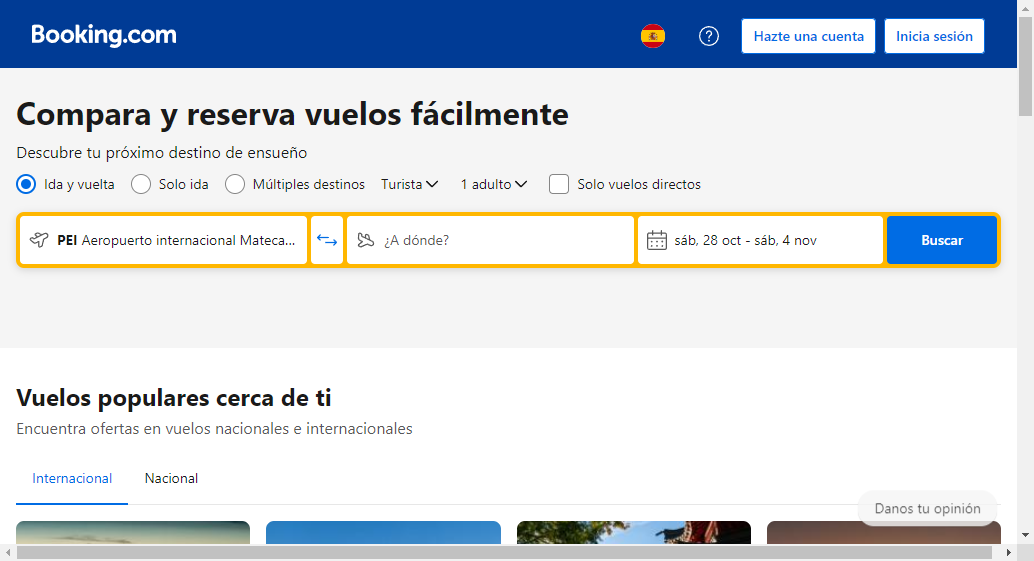 Booking.com
Hazte una cuenta
Inicia sesión
Compara y reserva vuelos fácilmente
Descubre tu próximo destino de ensueño
Ida y vuelta Solo ida Múltiples destinos Turista 1 adulto Solo vuelos directos
PEI Aeropuerto internacional Mateca... ¿A dónde? sáb, 28 oct - sáb, 4 nov Buscar
Vuelos populares cerca de ti
Encuentra ofertas en vuelos nacionales e internacionales
Internacional Nacional
Danos tu opinión